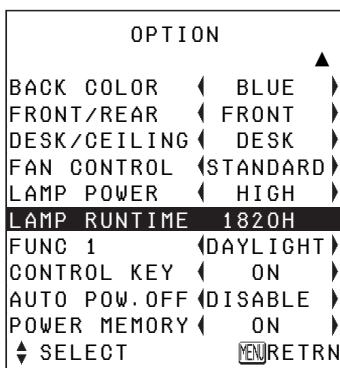 OPTION
BACK COLOR BLUE
FRONT/REAR FRONT
DESK/CEILING DESK
FAN CONTROL STANDARD
LAMP POWER HIGH
LAMP RUNTIME 1820H
FUNC 1 DAYLIGHT
CONTROL KEY ON
AUTO POW.OFF DISABLE
POWER MEMORY ON
SELECT MENU RETRN